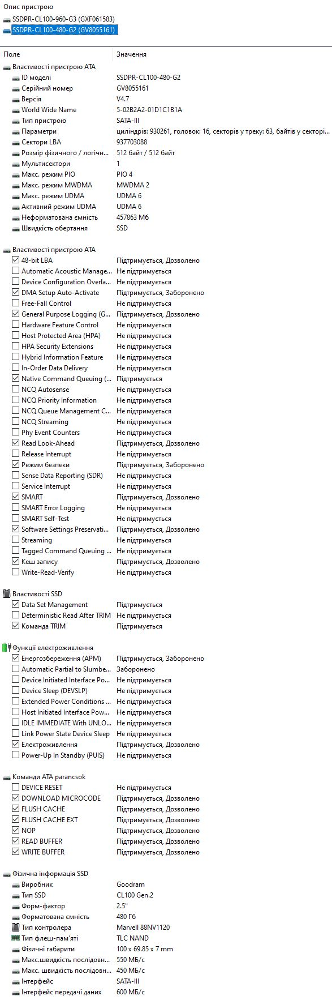 Опис пристрою
SSDPR-CL100-960-G3 (GXF061583)
SSDPR-CL100-480-G2 (GV8055161)
Поле Значення
Властивості пристрою ATA
ID моделі SSDPR-CL100-480-G2
Серійний номер GV8055161
Версія V4.7
World Wide Name 5-02B2A2-01D1C1B1A
Тип пристрою SATA-III
Параметри циліндрів: 930261, головок: 16, секторів у треку: 63, байтів у секторі...
Сектори LBA 937703088
Розмір фізичного / логічн... 512 байт / 512 байт
Мультисектори 1
Макс. режим PIO PIO 4
Макс. режим MWDMA MWDMA 2
Макс. режим UDMA UDMA 6
Активний режим UDMA UDMA 6
Неформатована ємність 457863 Мб
Швидкість обертання SSD
Властивості пристрою ATA
48-bit LBA Підтримується, Дозволено
Automatic Acoustic Manage... Не підтримується
Device Configuration Overla... Не підтримується
DMA Setup Auto-Activate Підтримується, Заборонено
Free-Fall Control Не підтримується
General Purpose Logging (G... Підтримується, Дозволено
Hardware Feature Control Не підтримується
Host Protected Area (HPA) Не підтримується
HPA Security Extensions Не підтримується
Hybrid Information Feature Не підтримується
In-Order Data Delivery Не підтримується
Native Command Queuing (... Підтримується
NCQ Autosense Не підтримується
NCQ Priority Information Не підтримується
NCQ Queue Management C... Не підтримується
NCQ Streaming Не підтримується
Phy Event Counters Не підтримується
Read Look-Ahead Підтримується, Дозволено
Release Interrupt Не підтримується
Режим безпеки Підтримується, Заборонено
Sense Data Reporting (SDR) Не підтримується
Service Interrupt Не підтримується
SMART Підтримується, Дозволено
SMART Error Logging Не підтримується
SMART Self-Test Не підтримується
Software Settings Preservati... Підтримується, Дозволено
Streaming Не підтримується
Tagged Command Queuing ... Не підтримується
Кеш запису Підтримується, Дозволено
Write-Read-Verify Не підтримується
Властивості SSD
Data Set Management Підтримується
Deterministic Read After TRIM Не підтримується
Команда TRIM Підтримується
Функції електроживлення
Енергозбереження (APM) Підтримується, Заборонено
Automatic Partial to Slumbe... Заборонено
Device Initiated Interface Po... Не підтримується
Device Sleep (DEVSLP) Не підтримується
Extended Power Conditions ... Не підтримується
Host Initiated Interface Pow... Не підтримується
IDLE IMMEDIATE With UNLO... Не підтримується
Link Power State Device Sleep Не підтримується
Електроживлення Підтримується, Дозволено
Power-Up In Standby (PUIS) Не підтримується
Команди ATA parancsok
DEVICE RESET Не підтримується
DOWNLOAD MICROCODE Підтримується, Дозволено
FLUSH CACHE Підтримується, Дозволено
FLUSH CACHE EXT Підтримується, Дозволено
NOP Підтримується, Дозволено
READ BUFFER Підтримується, Дозволено
WRITE BUFFER Підтримується, Дозволено
Фізична інформація SSD
Виробник Goodram
Тип SSD CL100 Gen.2
Форм-фактор 2.5"
Форматована ємність 480 Гб
Тип контролера Marvell 88NV1120
Тип флеш-пам'яті TLC NAND
Фізичні габарити 100 x 69.85 x 7 mm
Макс.швидкість послідовн... 550 МБ/с
Макс. швидкість послідовн... 450 МБ/с
Інтерфейс SATA-III
Інтерфейс передачі даних 600 МБ/с